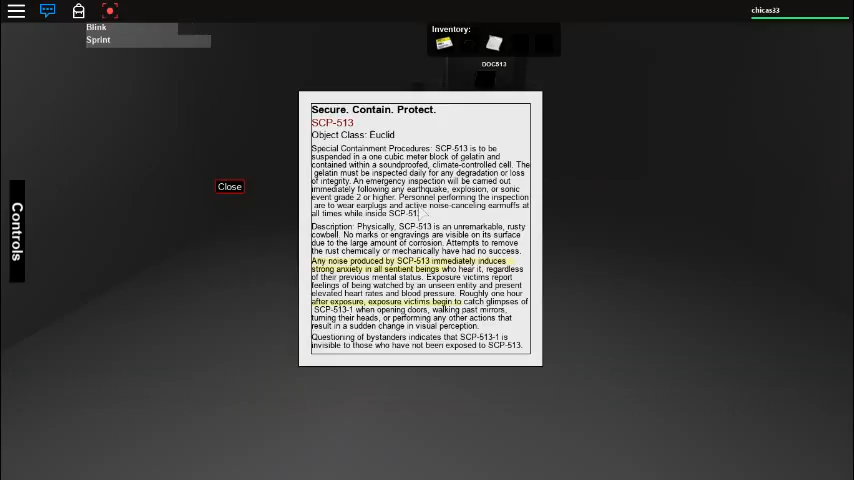 chicas33
Blink
Sprint
Inventory:
DOC513
Secure. Contain. Protect.
SCP-513
Object Class: Euclid
Special Containment Procedures: SCP-513 is to be
suspended in a one cubic meter block of gelatin and
contained within a soundproofed, climate-controlled cell. The
gelatin must be inspected daily for any degradation or loss
of integrity. An emergency inspection will be carried out
immediately following any earthquake, explosion, or sonic
event grade 2 or higher. Personnel performing the inspection
are to wear earplugs and active noise-canceling earmuffs at
all times while inside
Description: Physically, SCP-513 is an unremarkable, rusty
cowbell. No marks or engravings are visible on its surface
due to the large amount of corrosion. Attempts to remove
the rust chemically or mechanically have had no success.
Any noise produced by SCP-513 immediately induces
strong anxiety in all sentient beings who hear it, regardless
of their previous mental status. Exposure victims report
feelings of being watched by an unseen entity and present
elevated heart rates and blood pressure. Roughly one hour
after exposure, exposure victims begin to catch glimpses of
SCP-513-1 when opening doors, walking past mirrors,
turning their heads, or performing any other actions that
result in a sudden change in visual perception.
Questioning of bystanders indicates that SCP-513-1 is
invisible to those who have not been exposed to SCP-513.
Close
Controls